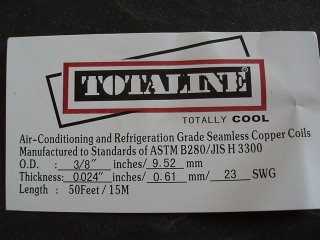 TOTALINE®
TOTALLY COOL
Air-Conditioning and Refrigeration Grade Seamless Copper Coils
Manufactured to Standards of ASTM B280/JIS H 3300
O.D. : 3/8" inches/ 9.52 mm
Thickness: 0.024" inches/ 0.61 mm/ 23 SWG
Length : 50Feet / 15M